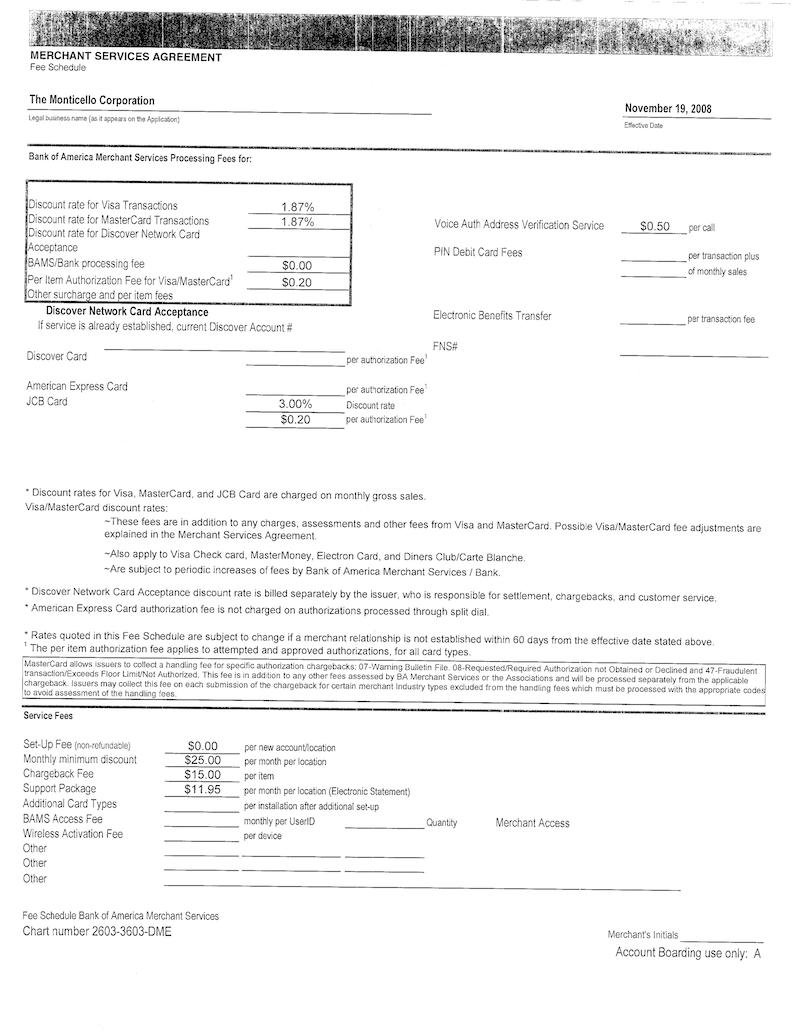 MERCHANT SERVICES AGREEMENT
Fee Schedule
The Monticello Corporation
Legal business name (as it appears on the Application)
November 19, 2008
Effective Date
Bank of America Merchant Services Processing Fees for:
Discount rate for Visa Transactions 1.87%
Discount rate for MasterCard Transactions 1.87%
Discount rate for Discover Network Card
Acceptance
BAMS/Bank processing fee $0.00
Per Item Authorization Fee for Visa/MasterCard¹ $0.20
Other surcharge and per item fees
Voice Auth Address Verification Service $0.50 per call
PIN Debit Card Fees per transaction plus
of monthly sales
Discover Network Card Acceptance
If service is already established, current Discover Account #
Electronic Benefits Transfer per transaction fee
FNS#
Discover Card per authorization Fee¹
American Express Card per authorization Fee¹
JCB Card 3.00% Discount rate
$0.20 per authorization Fee¹
* Discount rates for Visa, MasterCard, and JCB Card are charged on monthly gross sales.
Visa/MasterCard discount rates:
~These fees are in addition to any charges, assessments and other fees from Visa and MasterCard. Possible Visa/MasterCard fee adjustments are
explained in the Merchant Services Agreement.
~Also apply to Visa Check card, MasterMoney, Electron Card, and Diners Club/Carte Blanche.
~Are subject to periodic increases of fees by Bank of America Merchant Services / Bank.
* Discover Network Card Acceptance discount rate is billed separately by the issuer, who is responsible for settlement, chargebacks, and customer service.
* American Express Card authorization fee is not charged on authorizations processed through split dial.
* Rates quoted in this Fee Schedule are subject to change if a merchant relationship is not established within 60 days from the effective date stated above.
¹ The per item authorization fee applies to attempted and approved authorizations, for all card types.
MasterCard allows issuers to collect a handling fee for specific authorization chargebacks: 07-Warning Bulletin File. 08-Requested/Required Authorization not Obtained or Declined and 47-Fraudulent
transaction/Exceeds Floor Limit/Not Authorized. This fee is in addition to any other fees assessed by BA Merchant Services or the Associations and will be processed separately from the applicable
chargeback. Issuers may collect this fee on each submission of the chargeback for certain merchant Industry types excluded from the handling fees which must be processed with the appropriate codes
to avoid assessment of the handling fees.
Service Fees
Set-Up Fee (non-refundable) $0.00 per new account/location
Monthly minimum discount $25.00 per month per location
Chargeback Fee $15.00 per item
Support Package $11.95 per month per location (Electronic Statement)
Additional Card Types per installation after additional set-up
BAMS Access Fee monthly per UserID Quantity Merchant Access
Wireless Activation Fee per device
Other
Other
Other
Fee Schedule Bank of America Merchant Services
Chart number 2603-3603-DME
Merchant's Initials
Account Boarding use only: A